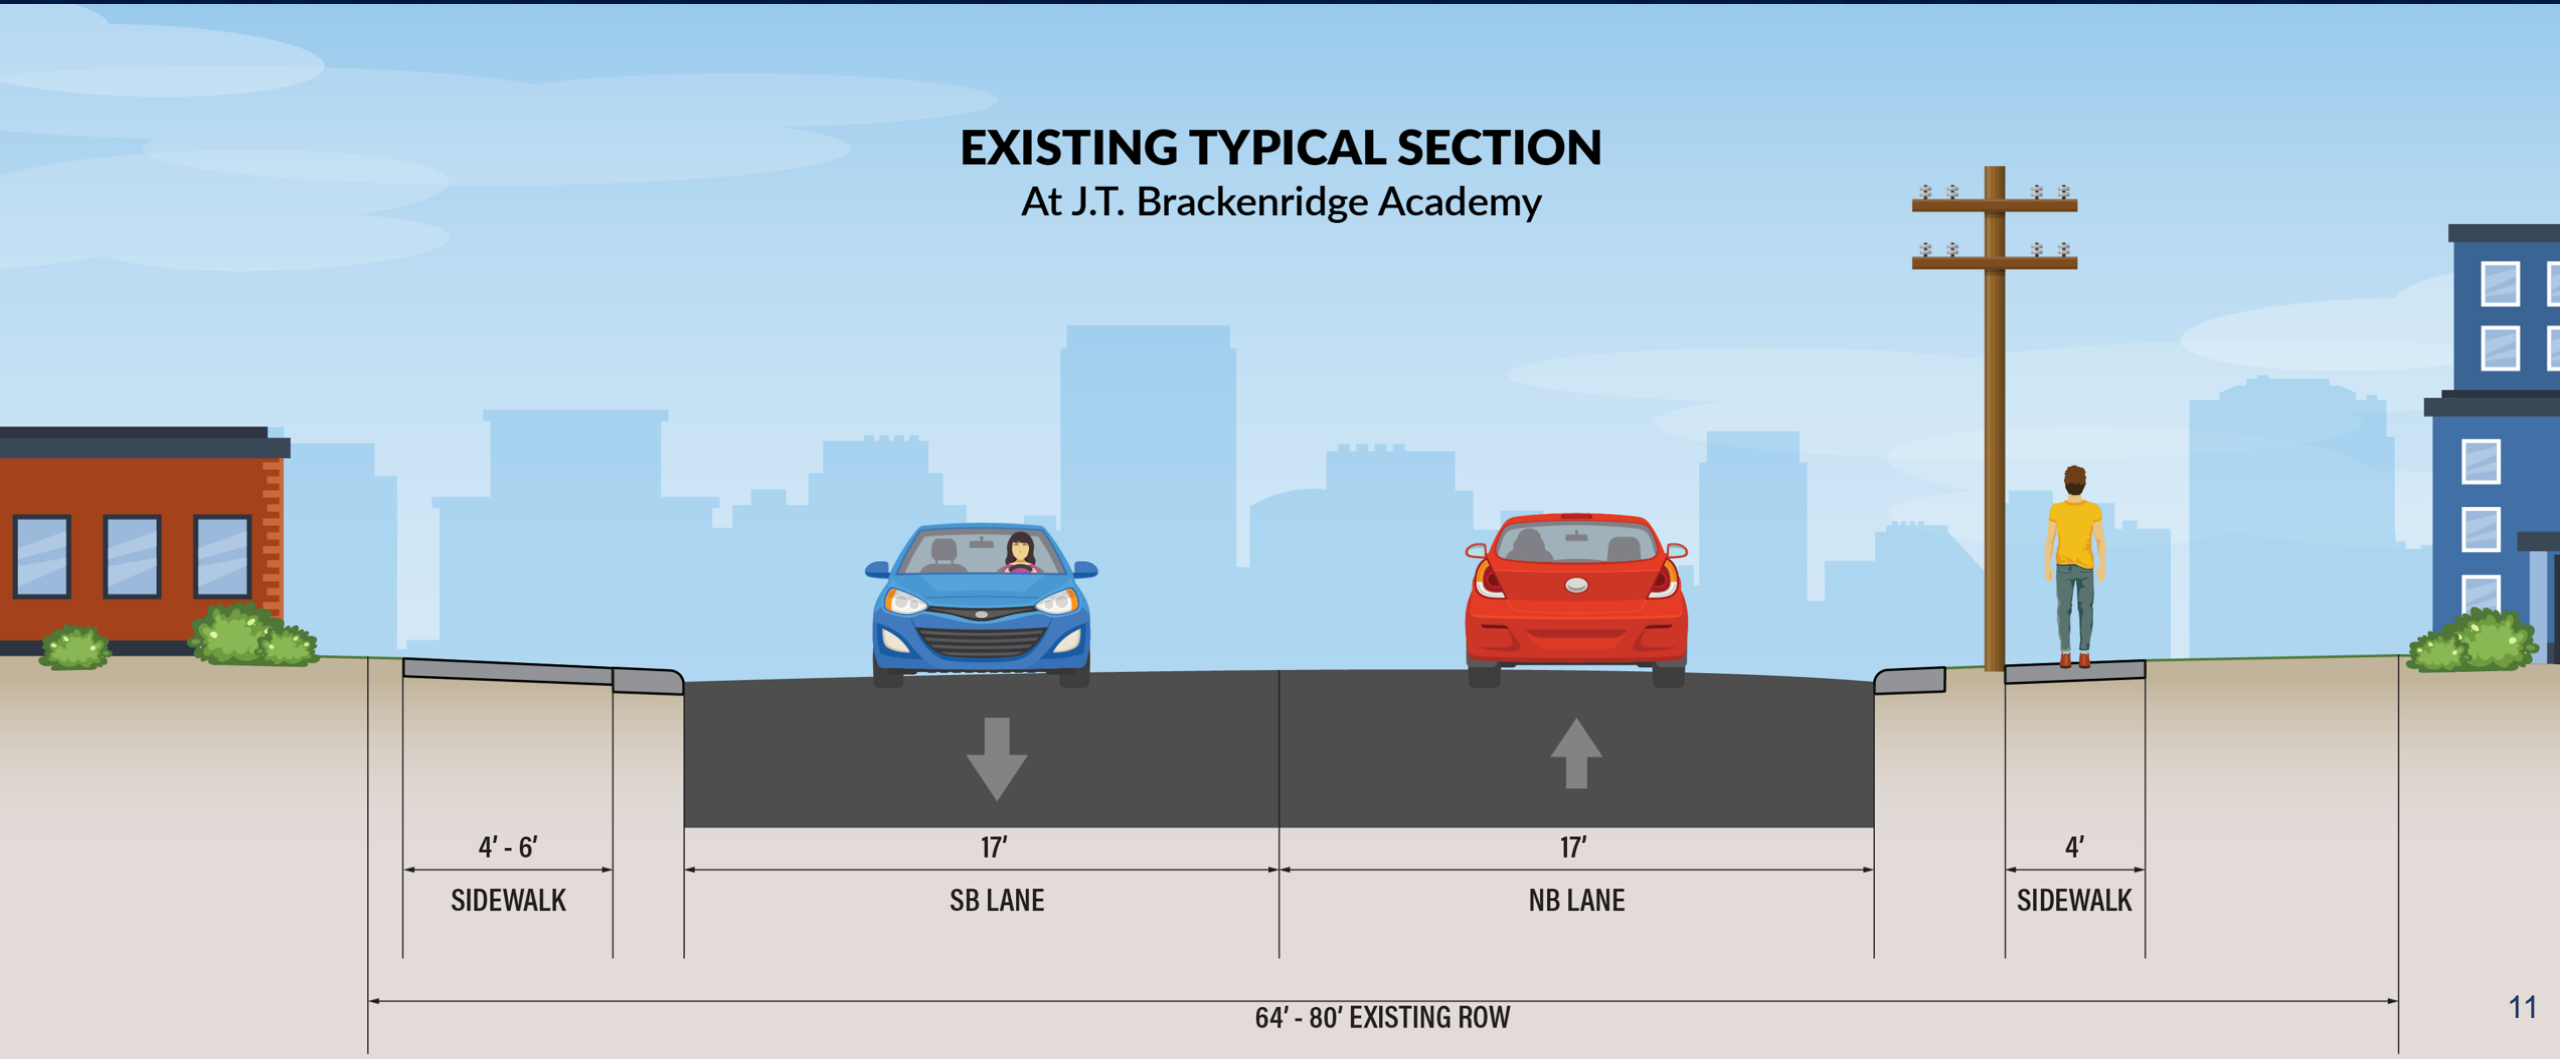 EXISTING TYPICAL SECTION
At J.T. Brackenridge Academy
4' - 6'
SIDEWALK
17'
SB LANE
17'
NB LANE
4'
SIDEWALK
64' - 80' EXISTING ROW
11